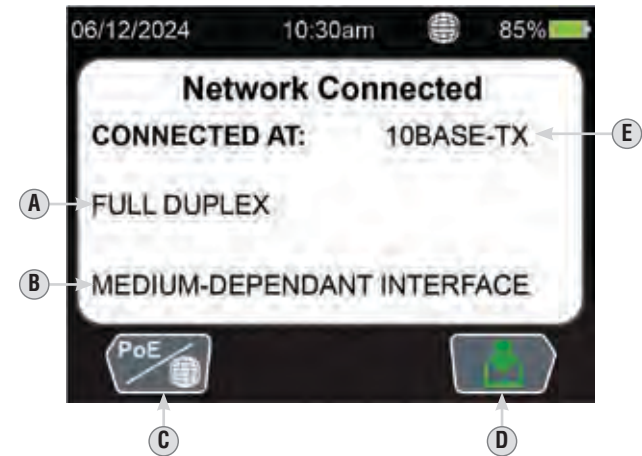 06/12/2024 10:30am 85%
Network Connected
CONNECTED AT: 10BASE-TX E
A FULL DUPLEX
B MEDIUM-DEPENDANT INTERFACE
PoE
C D